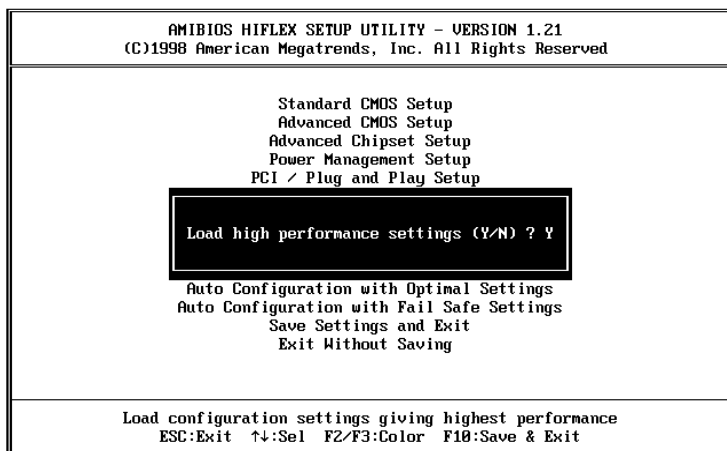 AMIBIOS HIFLEX SETUP UTILITY - VERSION 1.21
(C)1998 American Megatrends, Inc. All Rights Reserved
Standard CMOS Setup
Advanced CMOS Setup
Advanced Chipset Setup
Power Management Setup
PCI / Plug and Play Setup
Load high performance settings (Y/N) ? Y
Auto Configuration with Optimal Settings
Auto Configuration with Fail Safe Settings
Save Settings and Exit
Exit Without Saving
Load configuration settings giving highest performance
ESC:Exit ↑↓:Sel F2/F3:Color F10:Save & Exit